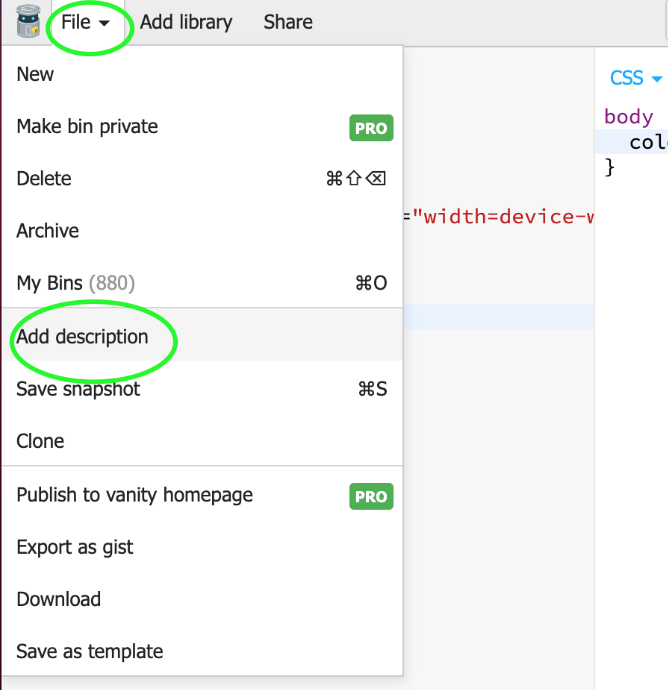 File Add library Share
New
Make bin private PRO
Delete ⌘⇧⌫
Archive
My Bins (880) ⌘O
Add description
Save snapshot ⌘S
Clone
Publish to vanity homepage PRO
Export as gist
Download
Save as template
="width=device-w
CSS
body
col
}